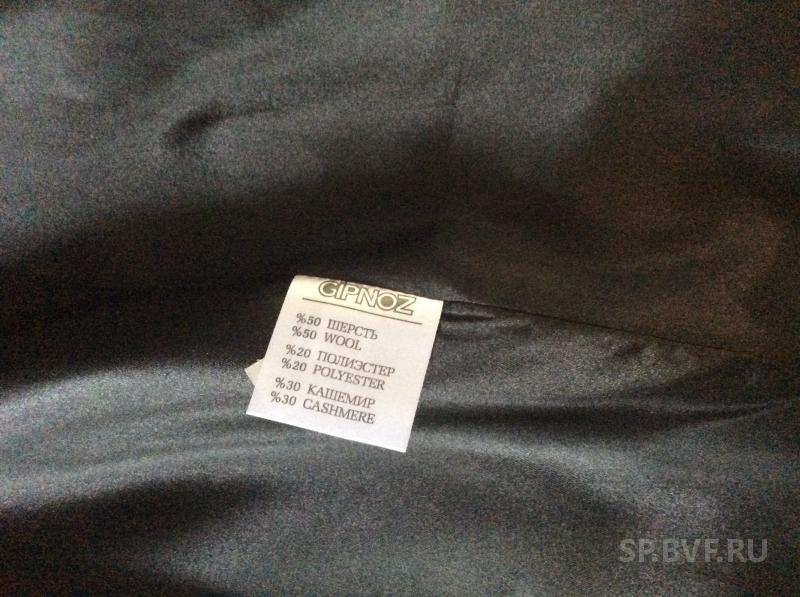 GIPNOZ
%50 ШЕРСТЬ
%50 WOOL
%20 ПОЛИЭСТЕР
%20 POLYESTER
%30 КАШЕМИР
%30 CASHMERE
SP.BVF.RU